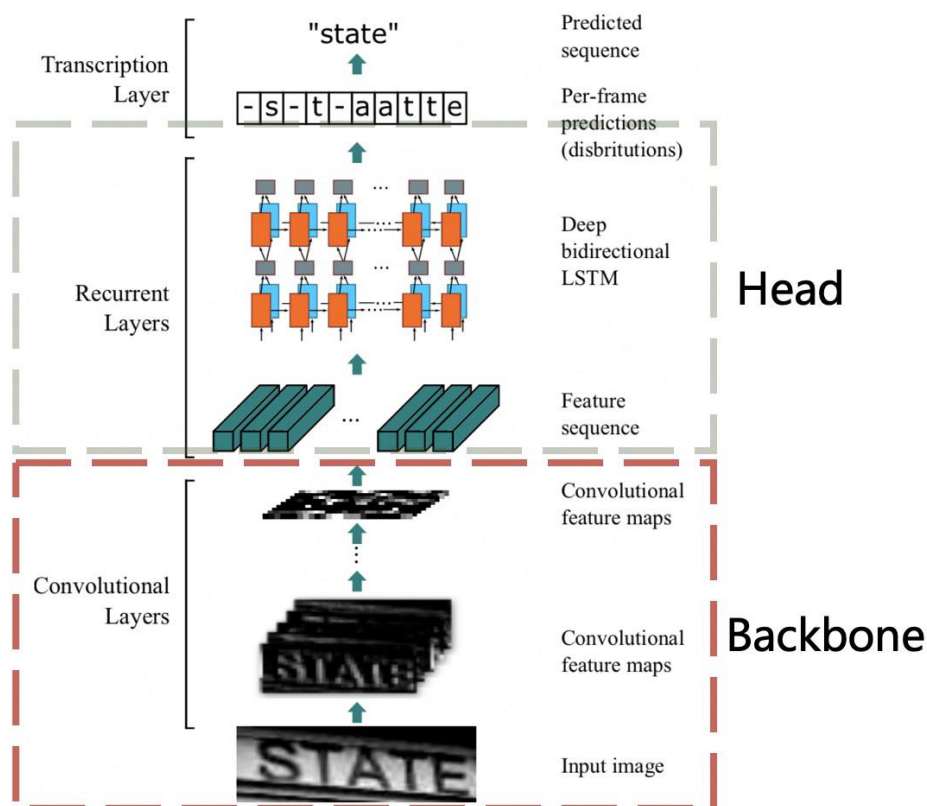 "state"
Predicted
sequence
Transcription
Layer
-s-t-aatte
Per-frame
predictions
(disbritutions)
Recurrent
Layers
...
...
...
...
Deep
bidirectional
LSTM
Head
...
Feature
sequence
Convolutional
feature maps
...
Convolutional
Layers
STATE
Convolutional
feature maps
Backbone
STATE
Input image